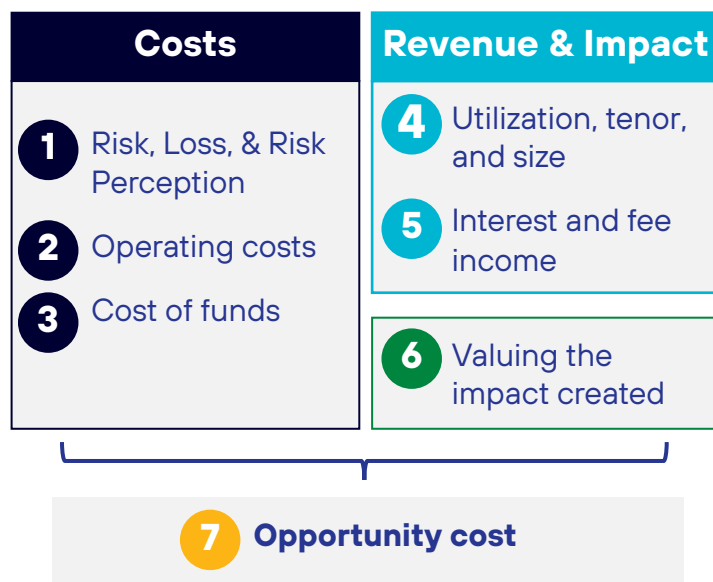 Costs
1
Risk, Loss, & Risk
Perception
2
Operating costs
3
Cost of funds
Revenue & Impact
4
Utilization, tenor,
and size
5
Interest and fee
income
6
Valuing the
impact created
7
Opportunity cost